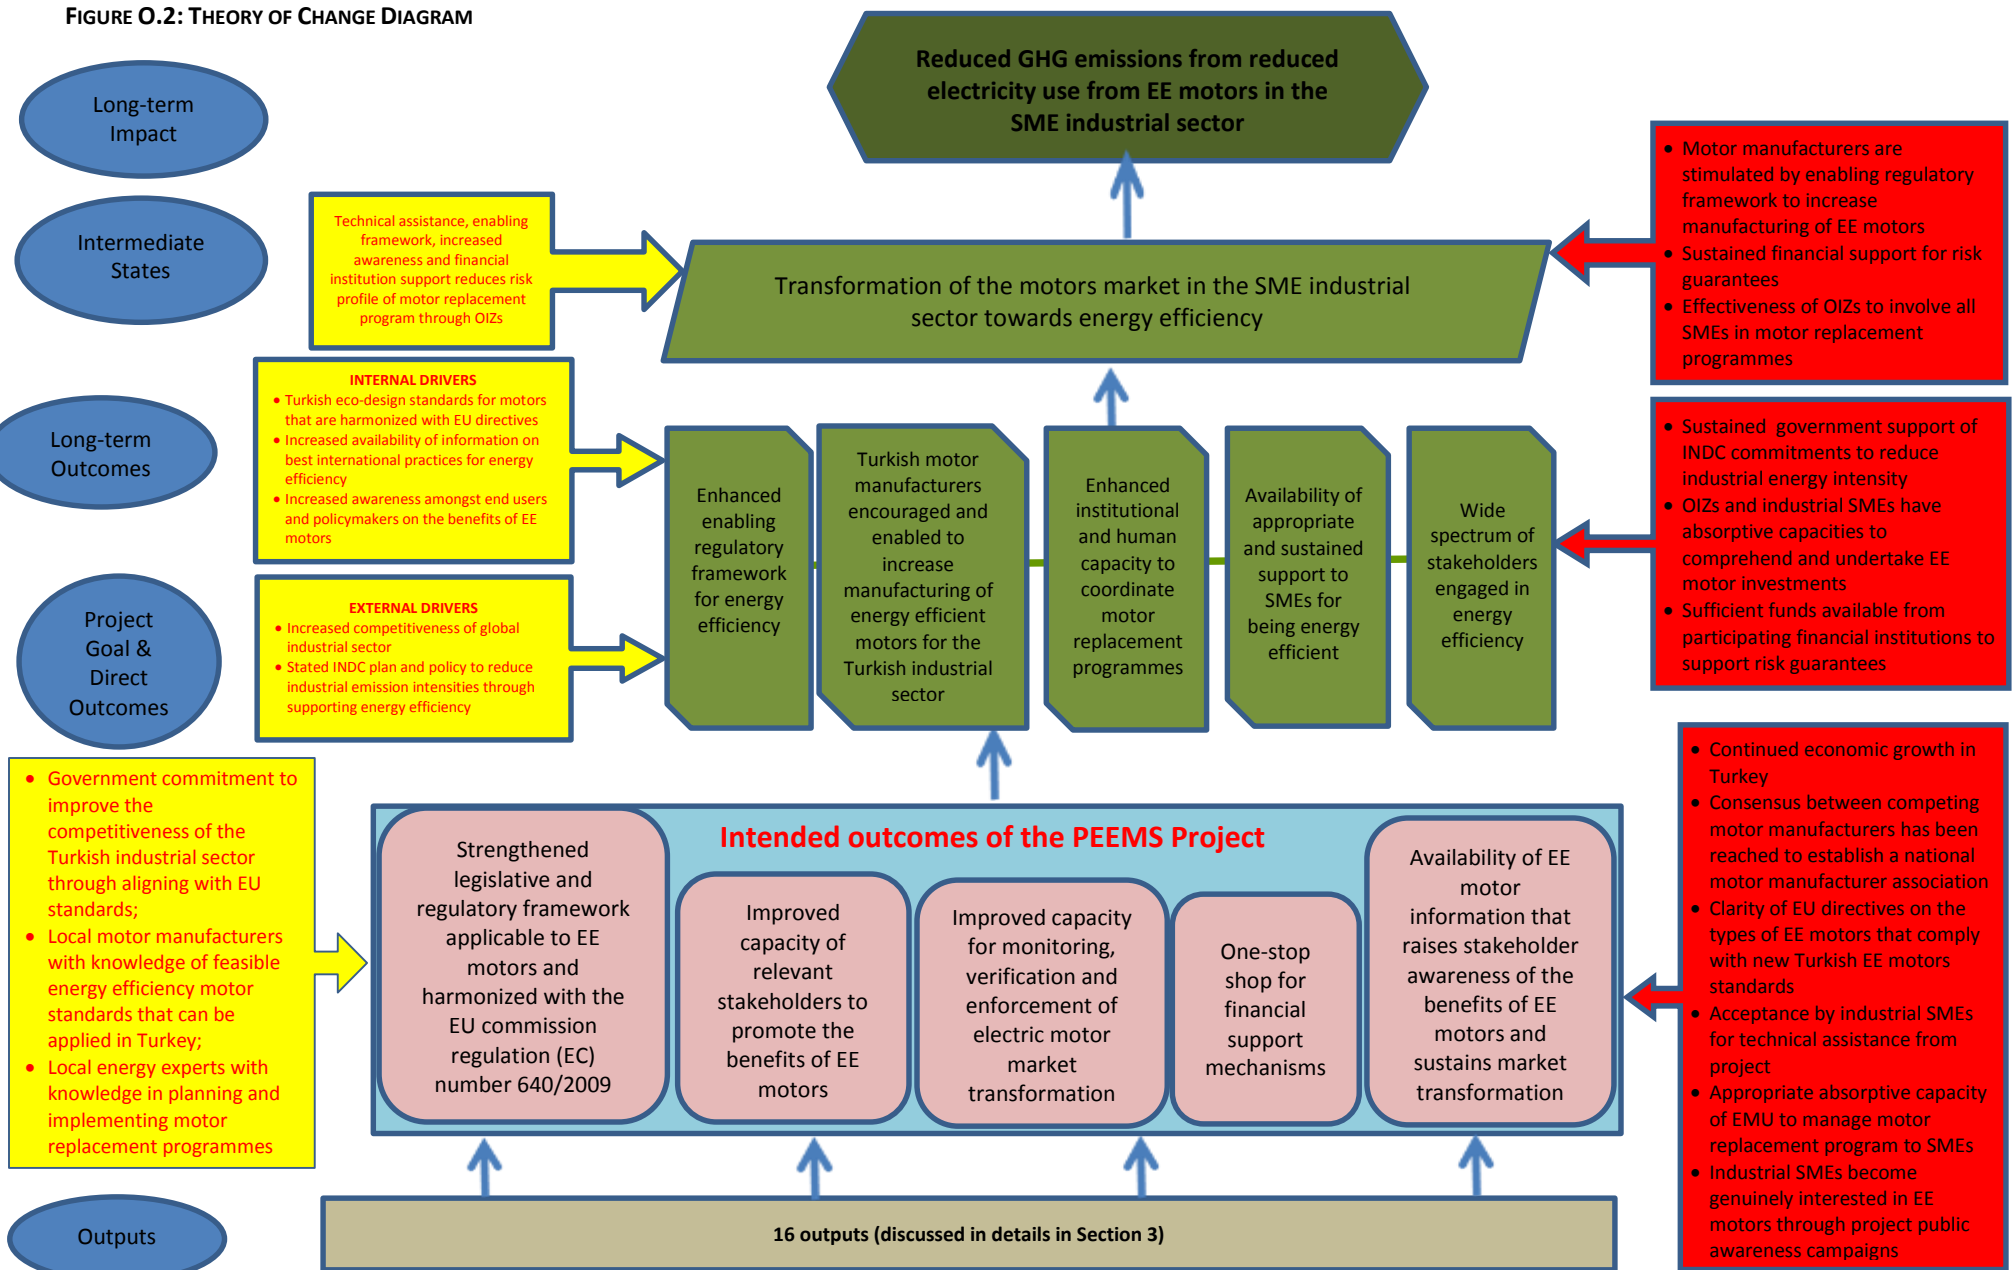 FIGURE O.2: THEORY OF CHANGE DIAGRAM
Long-term
Impact
Reduced GHG emissions from reduced
electricity use from EE motors in the
SME industrial sector
Intermediate
States
Technical assistance, enabling
framework, increased
awareness and financial
institution support reduces risk
profile of motor replacement
program through OIZs
Transformation of the motors market in the SME industrial
sector towards energy efficiency
• Motor manufacturers are
stimulated by enabling regulatory
framework to increase
manufacturing of EE motors
• Sustained financial support for risk
guarantees
• Effectiveness of OIZs to involve all
SMEs in motor replacement
programmes
Long-term
Outcomes
INTERNAL DRIVERS
• Turkish eco-design standards for motors
that are harmonized with EU directives
• Increased availability of information on
best international practices for energy
efficiency
• Increased awareness amongst end users
and policymakers on the benefits of EE
motors
Project
Goal &
Direct
Outcomes
EXTERNAL DRIVERS
• Increased competitiveness of global
industrial sector
• Stated INDC plan and policy to reduce
industrial emission intensities through
supporting energy efficiency
Enhanced
enabling
regulatory
framework
for energy
efficiency
Turkish motor
manufacturers
encouraged and
enabled to
increase
manufacturing of
energy efficient
motors for the
Turkish industrial
sector
Enhanced
institutional
and human
capacity to
coordinate
motor
replacement
programmes
Availability of
appropriate
and sustained
support to
SMEs for
being energy
efficient
Wide
spectrum of
stakeholders
engaged in
energy
efficiency
• Sustained  government support of
INDC commitments to reduce
industrial energy intensity
• OIZs and industrial SMEs have
absorptive capacities to
comprehend and undertake EE
motor investments
• Sufficient funds available from
participating financial institutions to
support risk guarantees
• Government commitment to
improve the
competitiveness of the
Turkish industrial sector
through aligning with EU
standards;
• Local motor manufacturers
with knowledge of feasible
energy efficiency motor
standards that can be
applied in Turkey;
• Local energy experts with
knowledge in planning and
implementing motor
replacement programmes
Intended outcomes of the PEEMS Project
Strengthened
legislative and
regulatory framework
applicable to EE
motors and
harmonized with the
EU commission
regulation (EC)
number 640/2009
Improved
capacity of
relevant
stakeholders to
promote the
benefits of EE
motors
Improved capacity
for monitoring,
verification and
enforcement of
electric motor
market
transformation
One-stop
shop for
financial
support
mechanisms
Availability of EE
motor
information that
raises stakeholder
awareness of the
benefits of EE
motors and
sustains market
transformation
• Continued economic growth in
Turkey
• Consensus between competing
motor manufacturers has been
reached to establish a national
motor manufacturer association
• Clarity of EU directives on the
types of EE motors that comply
with new Turkish EE motors
standards
• Acceptance by industrial SMEs
for technical assistance from
project
• Appropriate absorptive capacity
of EMU to manage motor
replacement program to SMEs
• Industrial SMEs become
genuinely interested in EE
motors through project public
awareness campaigns
Outputs
16 outputs (discussed in details in Section 3)